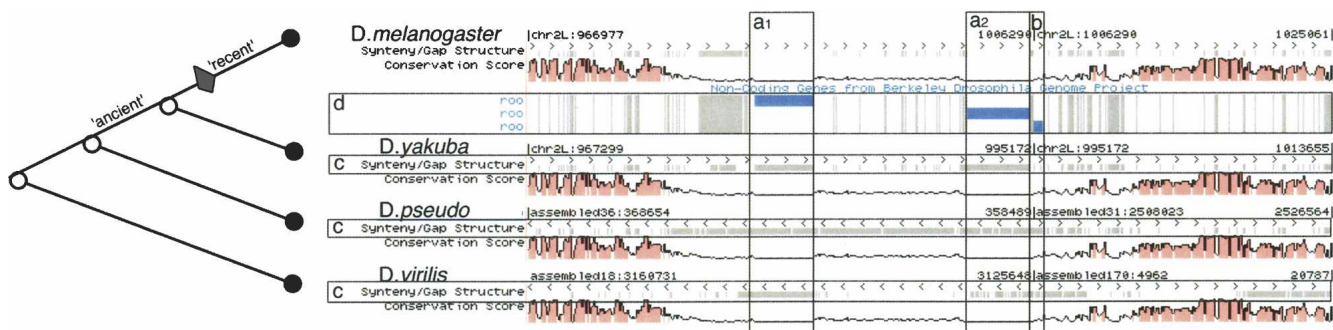 'recent'
'ancient'
a1
a2
b
D.melanogaster
|chr2L:966977
1006290|chr2L:1006290
1025061|
Synteny/Gap Structure
Conservation Score
Non-Coding Genes from Berkeley Drosophila Genome Project
d
roo
roo
roo
D.yakuba
|chr2L:967299
995172|chr2L:995172
1013655|
c
Synteny/Gap Structure
Conservation Score
D.pseudo
|assembled36:368654
358489|assembled31:2508023
2526564|
c
Synteny/Gap Structure
Conservation Score
D.virilis
assembled18:3160731
3125648|assembled170:4962
20787|
c
Synteny/Gap Structure
Conservation Score